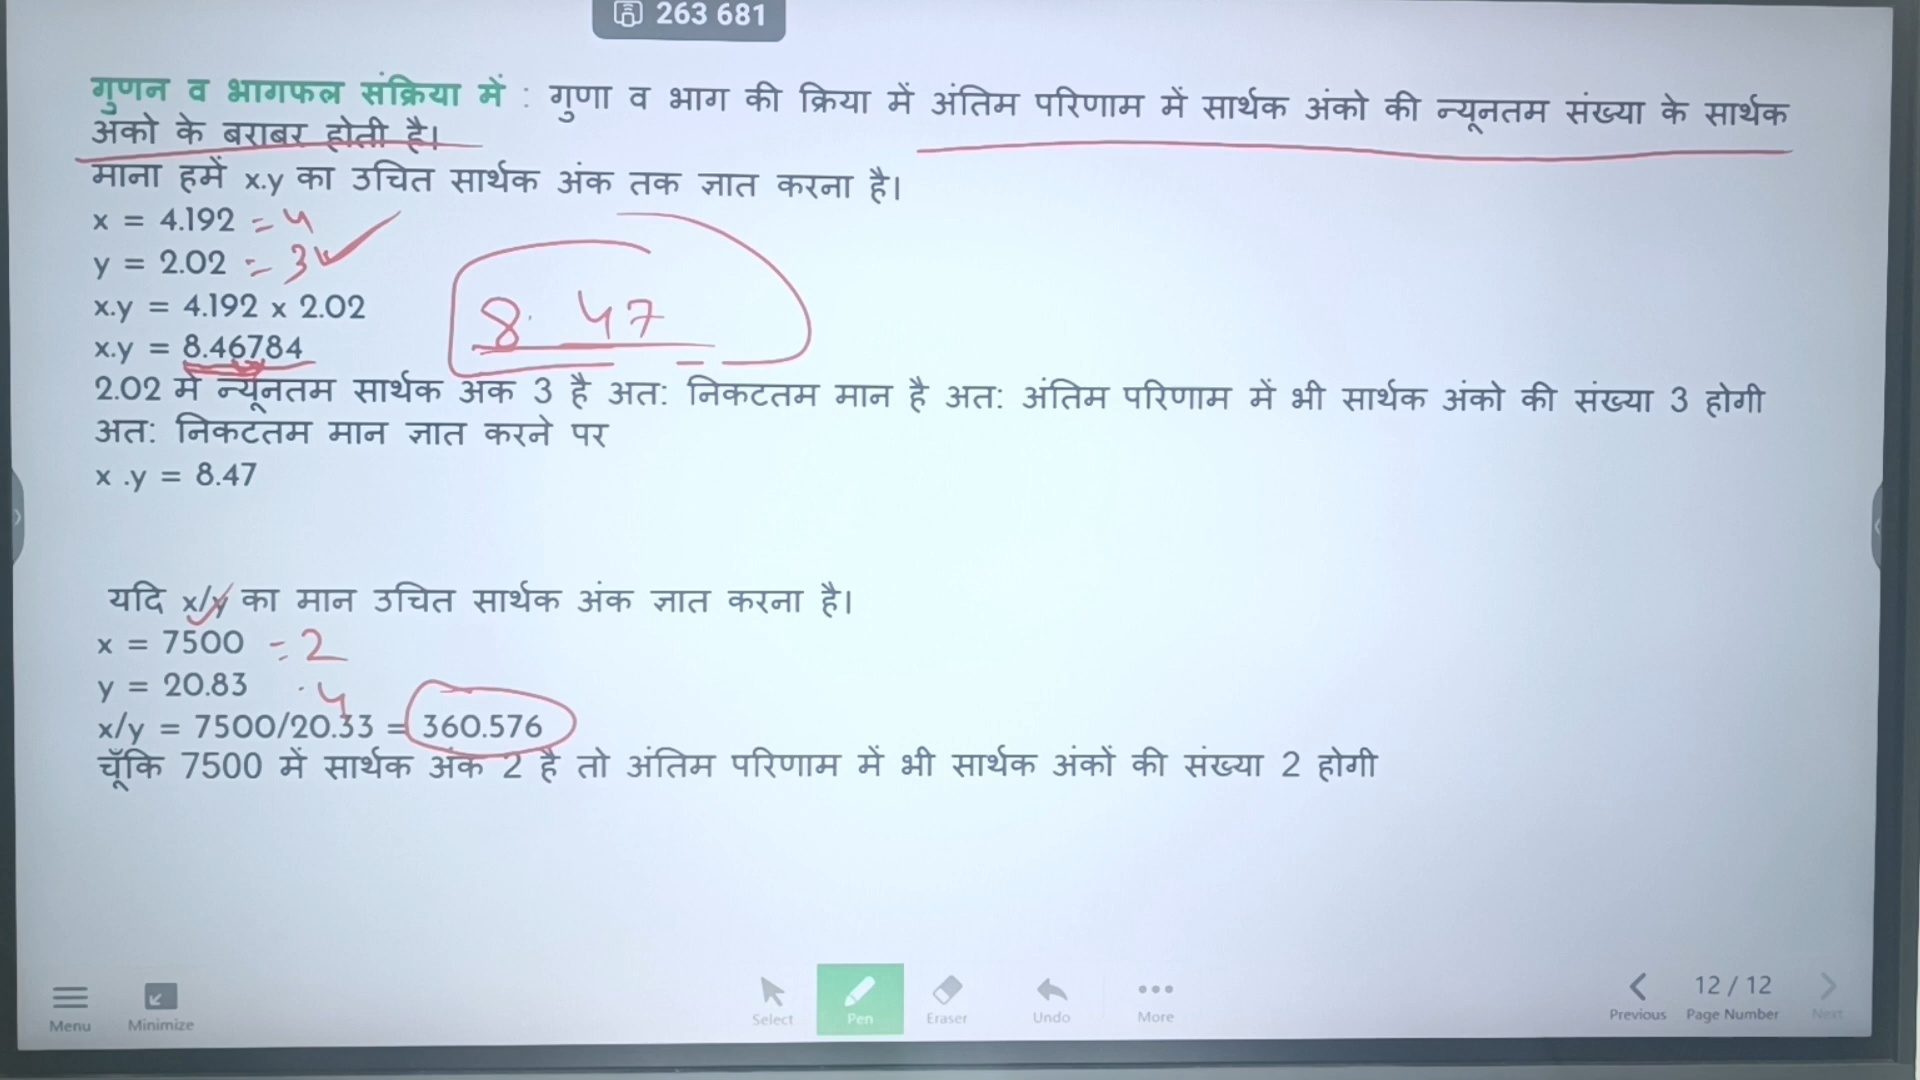 263 681
गुणन व भागफल संक्रिया में : गुणा व भाग की क्रिया में अंतिम परिणाम में सार्थक अंको की न्यूनतम संख्या के सार्थक
अंको के बराबर होती है।
माना हमें x.y का उचित सार्थक अंक तक ज्ञात करना है।
x = 4.192 = 4
y = 2.02 = 3
x.y = 4.192 x 2.02
8.47
x.y = 8.46784
2.02 में न्यूनतम सार्थक अंक 3 है अत: निकटतम मान है अत: अंतिम परिणाम में भी सार्थक अंको की संख्या 3 होगी
अत: निकटतम मान ज्ञात करने पर
x .y = 8.47
यदि x/y का मान उचित सार्थक अंक ज्ञात करना है।
x = 7500 = 2
y = 20.83 . 4
x/y = 7500/20.33 = 360.576
चूँकि 7500 में सार्थक अंक 2 है तो अंतिम परिणाम में भी सार्थक अंकों की संख्या 2 होगी
Menu
Minimize
Select
Pen
Eraser
Undo
More
Previous
12 / 12
Page Number
Next